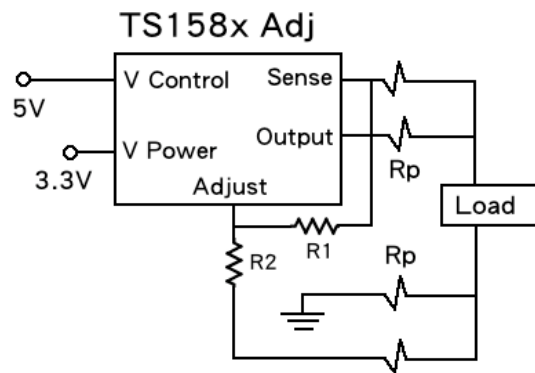 TS158x Adj
V Control
Sense
5V
Output
V Power
Rp
3.3V
Adjust
Load
R1
R2
Rp